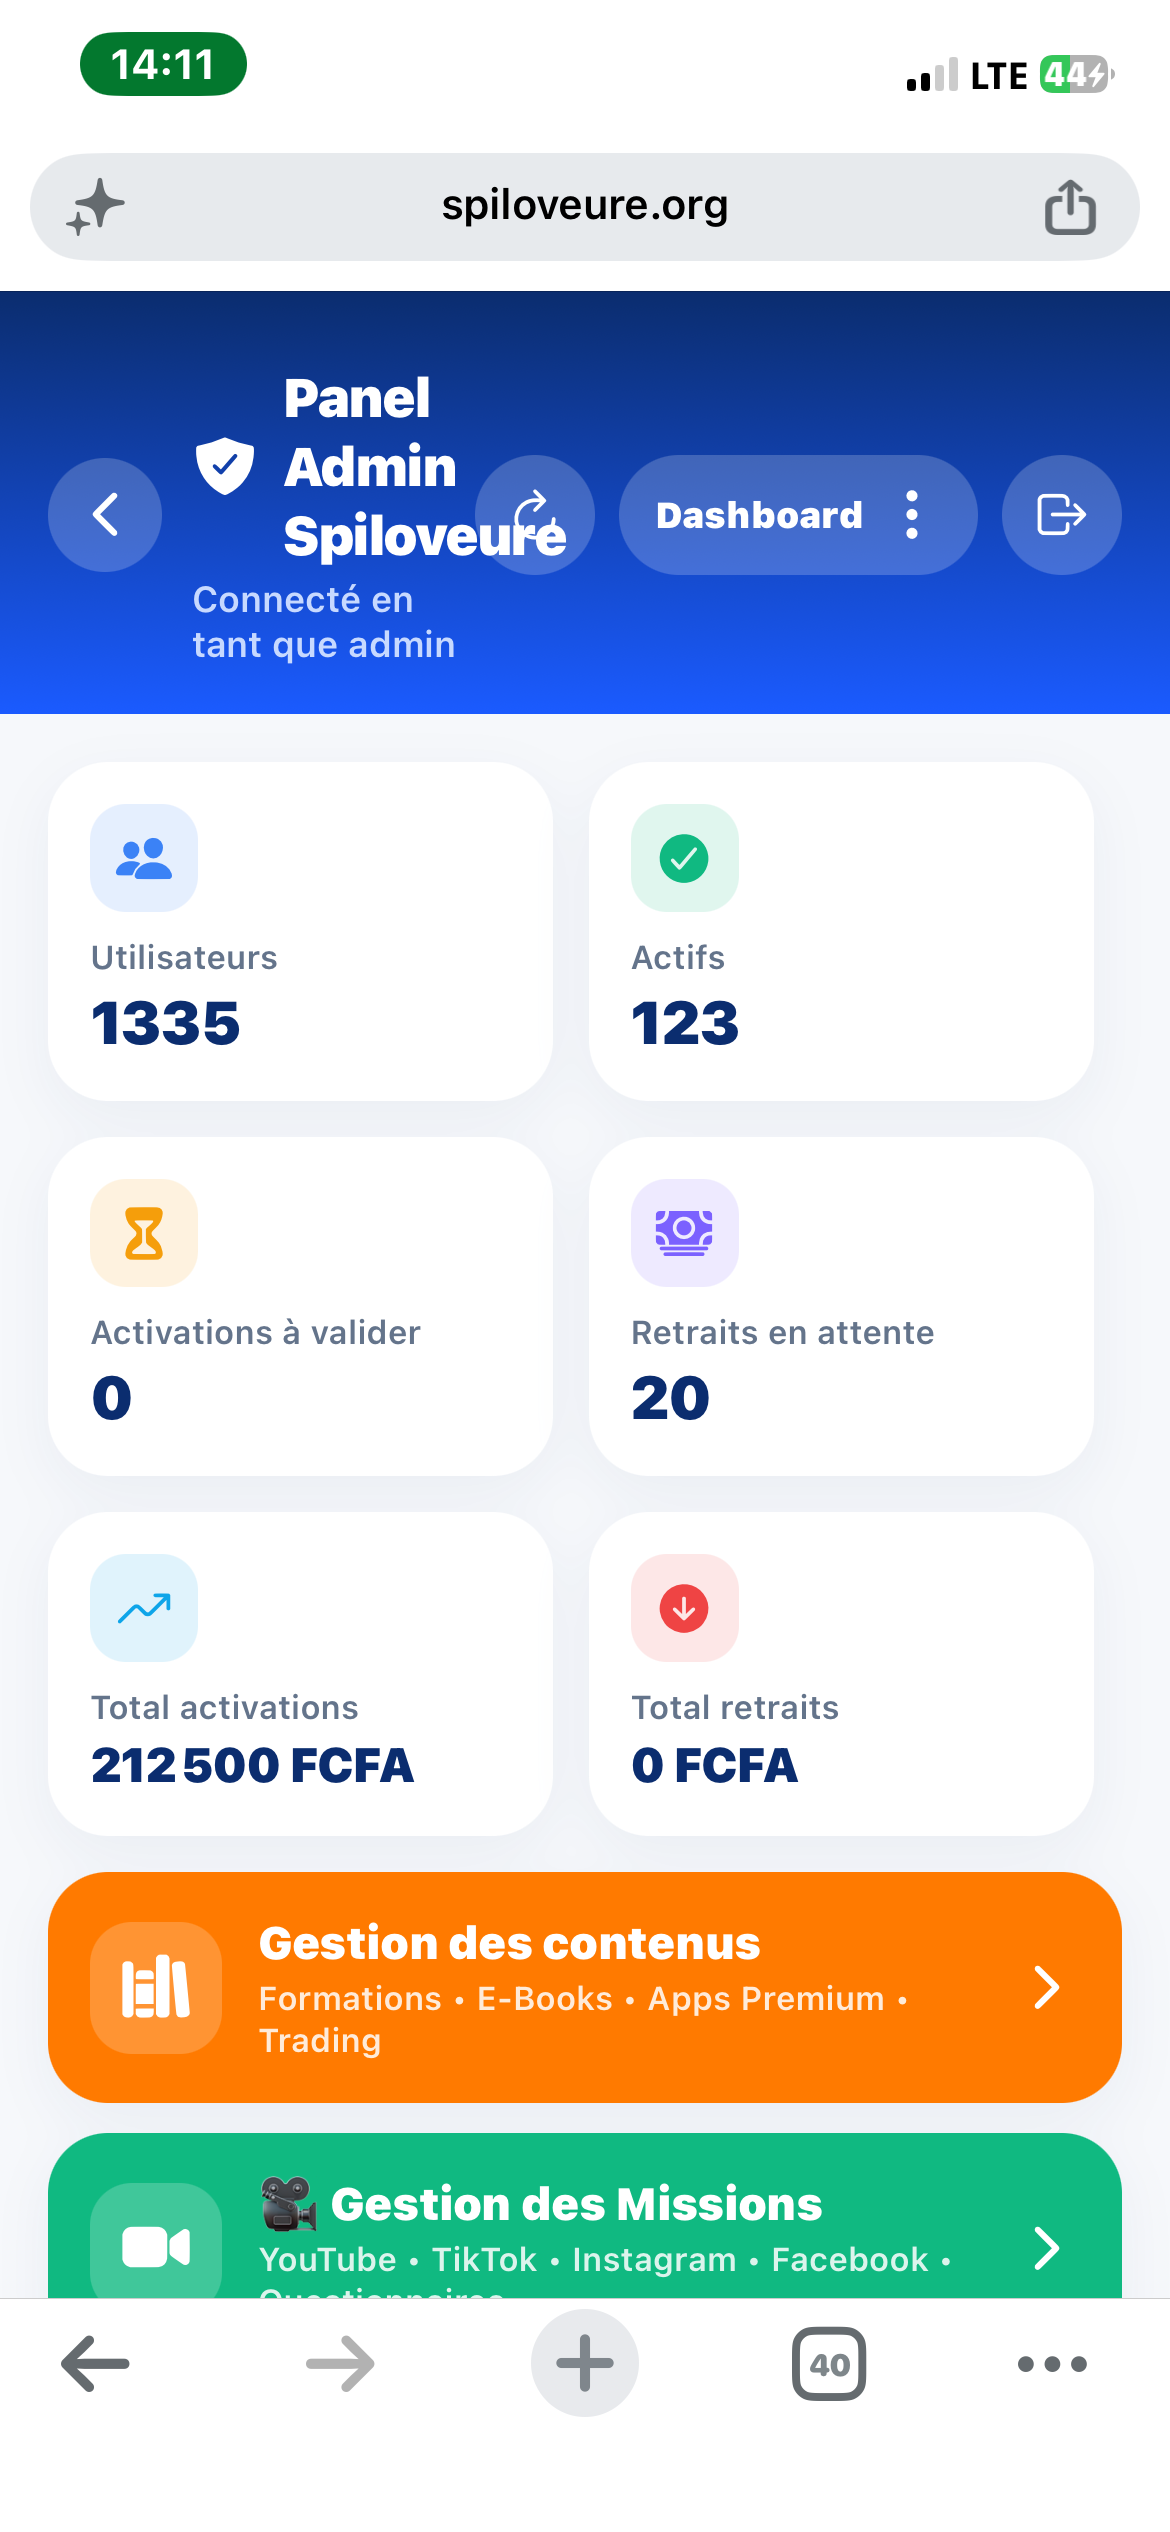 14:11
LTE
44
spiloveure.org
Panel
Admin
Spiloveure
Connecté en
tant que admin
Dashboard
Utilisateurs
1335
Actifs
123
Activations à valider
0
Retraits en attente
20
Total activations
212 500 FCFA
Total retraits
0 FCFA
Gestion des contenus
Formations • E-Books • Apps Premium •
Trading
🎥 Gestion des Missions
YouTube • TikTok • Instagram • Facebook •
Questionnaires
40